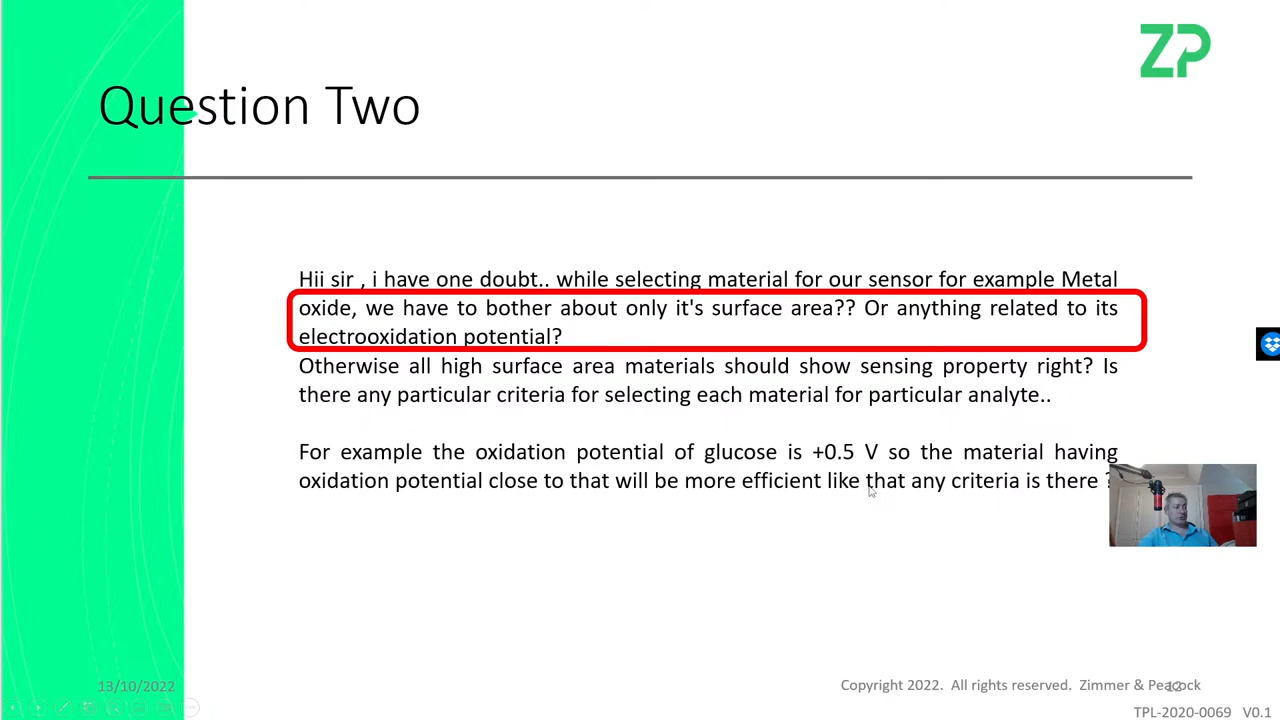 ZP
Question Two
Hii sir , i have one doubt.. while selecting material for our sensor for example Metal
oxide, we have to bother about only it's surface area?? Or anything related to its
electrooxidation potential?
Otherwise all high surface area materials should show sensing property right? Is
there any particular criteria for selecting each material for particular analyte..
For example the oxidation potential of glucose is +0.5 V so the material having
oxidation potential close to that will be more efficient like that any criteria is there ?
13/10/2022
Copyright 2022. All rights reserved. Zimmer & Peacock
12
TPL-2020-0069 V0.1